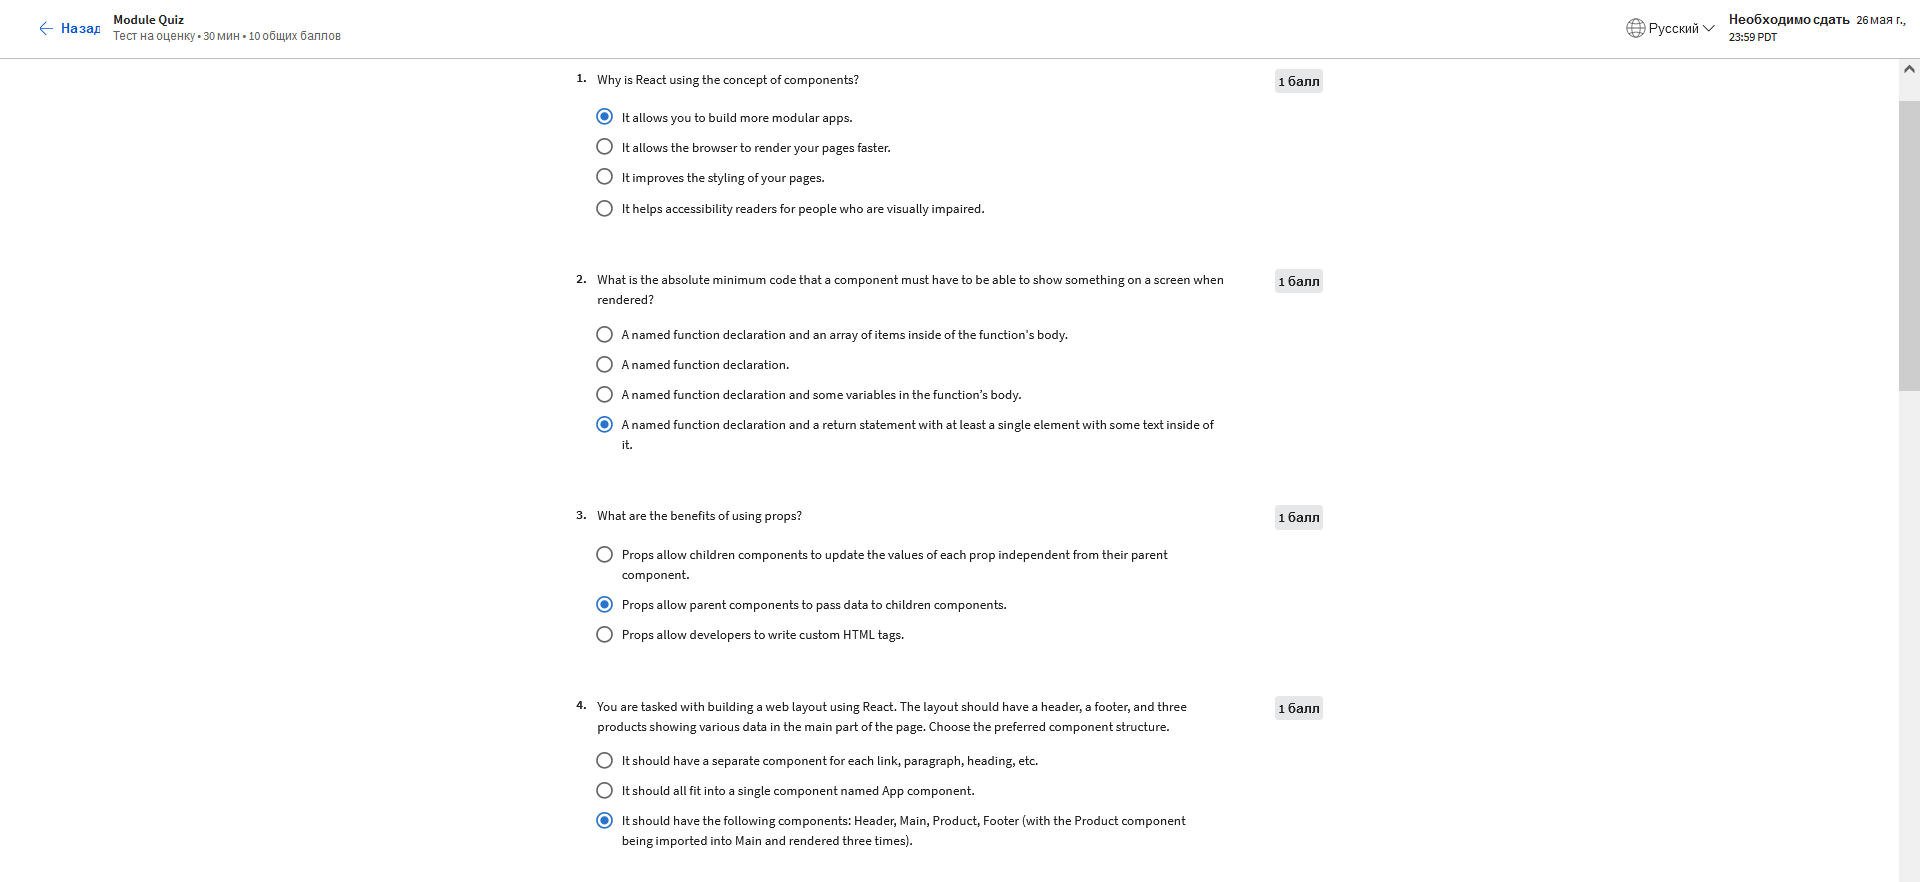 Назад
Module Quiz
Тест на оценку • 30 мин • 10 общих баллов
Русский
Необходимо сдать 26 мая г.,
23:59 PDT
1. Why is React using the concept of components?
1 балл
It allows you to build more modular apps.
It allows the browser to render your pages faster.
It improves the styling of your pages.
It helps accessibility readers for people who are visually impaired.
2. What is the absolute minimum code that a component must have to be able to show something on a screen when
rendered?
1 балл
A named function declaration and an array of items inside of the function's body.
A named function declaration.
A named function declaration and some variables in the function’s body.
A named function declaration and a return statement with at least a single element with some text inside of
it.
3. What are the benefits of using props?
1 балл
Props allow children components to update the values of each prop independent from their parent
component.
Props allow parent components to pass data to children components.
Props allow developers to write custom HTML tags.
4. You are tasked with building a web layout using React. The layout should have a header, a footer, and three
products showing various data in the main part of the page. Choose the preferred component structure.
1 балл
It should have a separate component for each link, paragraph, heading, etc.
It should all fit into a single component named App component.
It should have the following components: Header, Main, Product, Footer (with the Product component
being imported into Main and rendered three times).